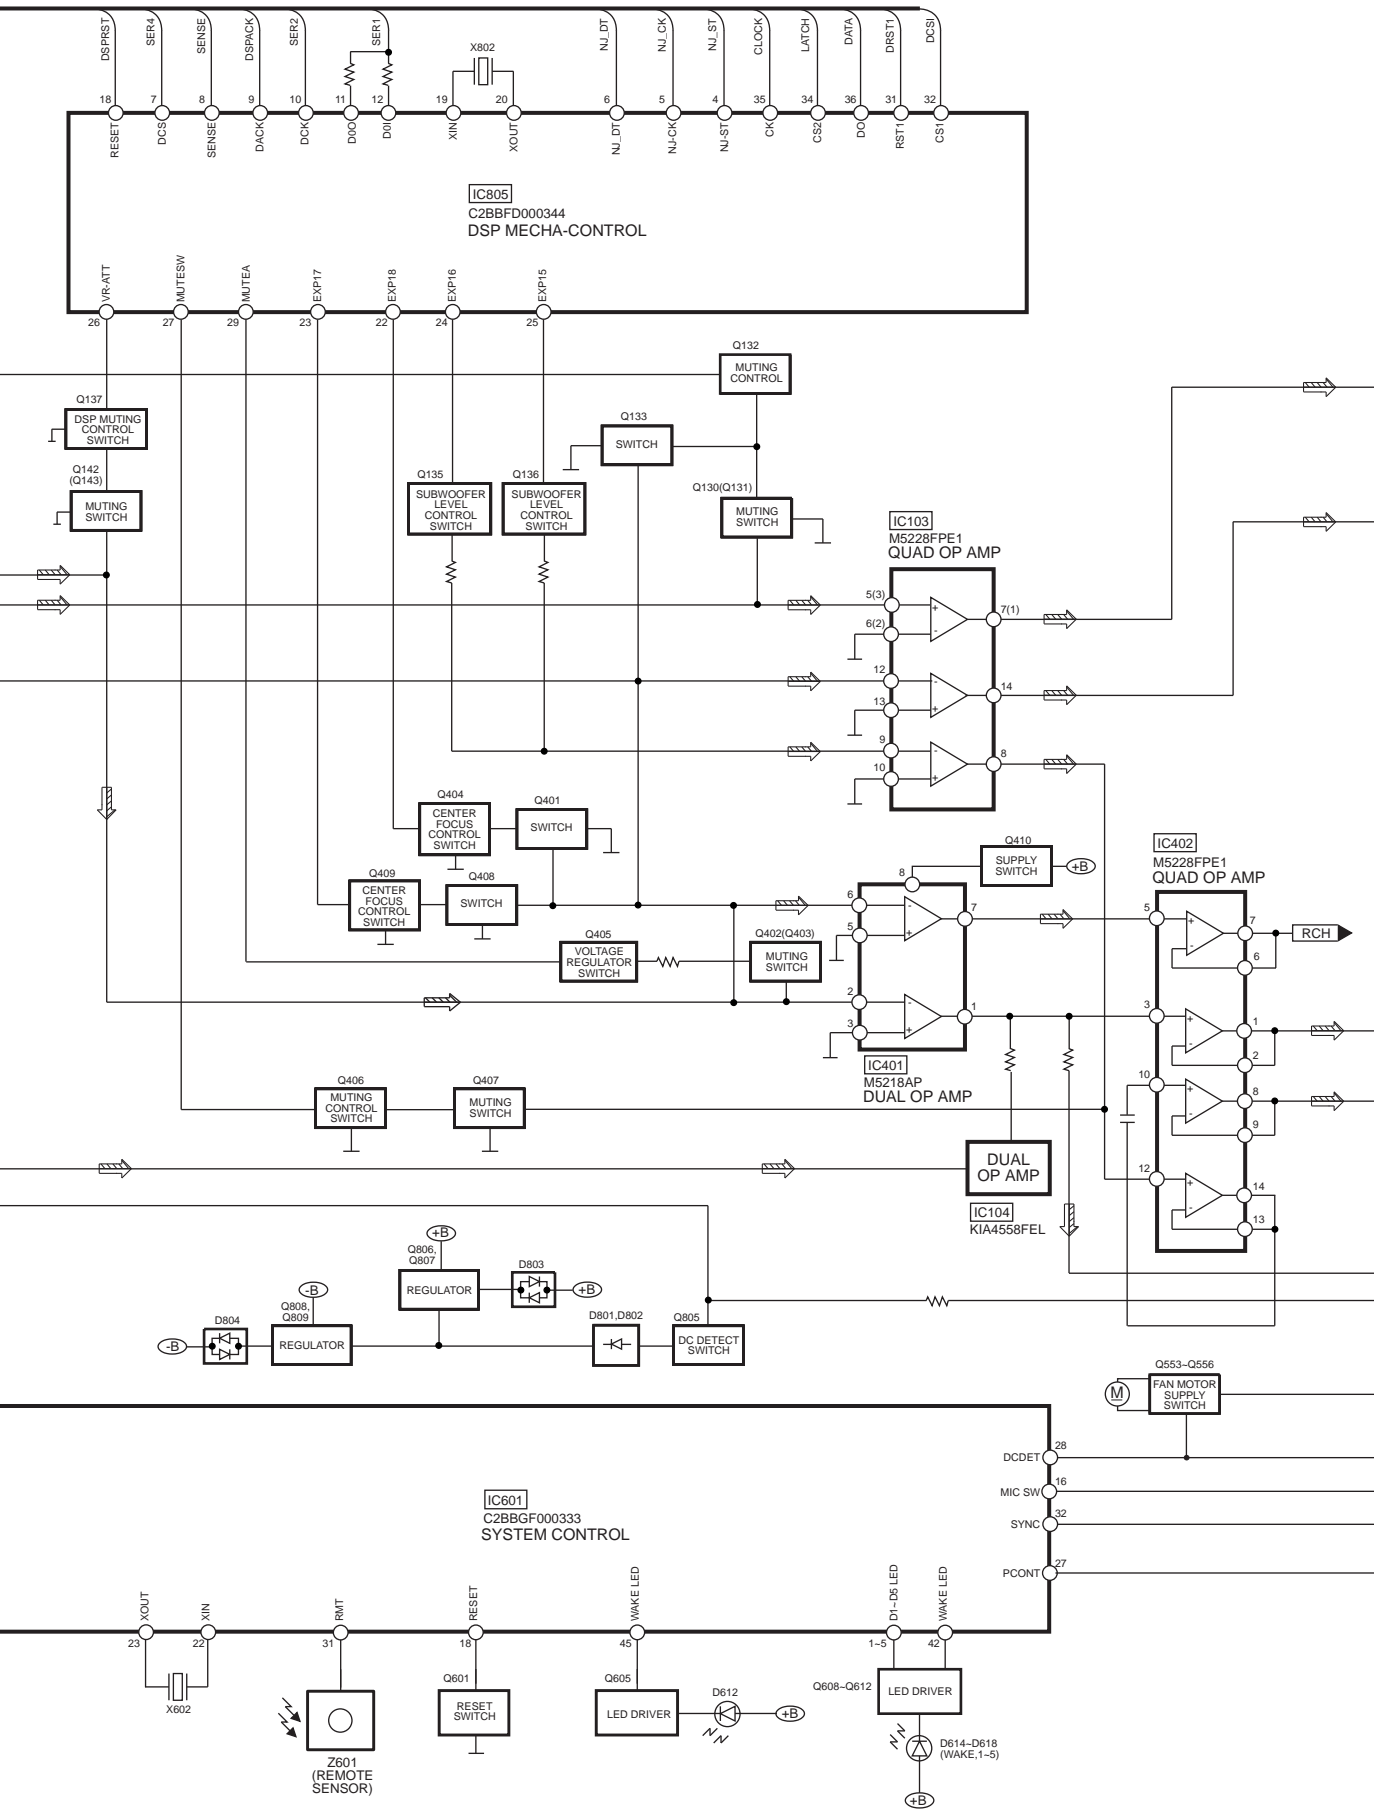 DSPRST
SER4
SENSE
DSPACK
SER2
SER1
X802
NJ_DT
NJ_CK
NJ_ST
CLOCK
LATCH
DATA
DRST1
DCSI
18 7 8 9 10 11 12 19 20 6 5 4 35 34 36 31 32
RESET
DCS
SENSE
DACK
DCK
D0O
D0I
XIN
XOUT
NJ_DT
NJ-CK
NJ-ST
CK
CS2
DO
RST1
CS1
IC805
C2BBFD000344
DSP MECHA-CONTROL
VR-ATT
MUTESW
MUTEA
EXP17
EXP18
EXP16
EXP15
26 27 29 23 22 24 25
Q132
MUTING
CONTROL
Q137
DSP MUTING
CONTROL
SWITCH
Q133
SWITCH
Q142
(Q143)
MUTING
SWITCH
Q135
SUBWOOFER
LEVEL
CONTROL
SWITCH
Q136
SUBWOOFER
LEVEL
CONTROL
SWITCH
Q130(Q131)
MUTING
SWITCH
IC103
M5228FPE1
QUAD OP AMP
5(3)
+
6(2)
-
7(1)
12
-
13
+
14
9
-
10
+
8
Q404
CENTER
FOCUS
CONTROL
SWITCH
Q401
SWITCH
Q409
CENTER
FOCUS
CONTROL
SWITCH
Q408
SWITCH
Q410
SUPPLY
SWITCH
+B
8
6
-
5
+
7
2
-
3
+
1
IC401
M5218AP
DUAL OP AMP
Q405
VOLTAGE
REGULATOR
SWITCH
Q402(Q403)
MUTING
SWITCH
IC402
M5228FPE1
QUAD OP AMP
5
+
-
7
6
RCH
3
+
-
1
2
10
+
-
8
9
12
+
-
14
13
Q406
MUTING
CONTROL
SWITCH
Q407
MUTING
SWITCH
DUAL
OP AMP
IC104
KIA4558FEL
+B
Q806,
Q807
REGULATOR
D803
+B
-B
Q808,
Q809
REGULATOR
D804
-B
D801,D802
Q805
DC DETECT
SWITCH
Q553~Q556
FAN MOTOR
SUPPLY
SWITCH
M
DCDET
28
MIC SW
16
SYNC
32
PCONT
27
IC601
C2BBGF000333
SYSTEM CONTROL
XOUT
XIN
RMT
RESET
WAKE LED
D1~D5 LED
WAKE LED
23 22 31 18 45 1~5 42
X602
Z601
(REMOTE
SENSOR)
Q601
RESET
SWITCH
Q605
LED DRIVER
D612
+B
Q608~Q612
LED DRIVER
D614~D618
(WAKE,1~5)
+B